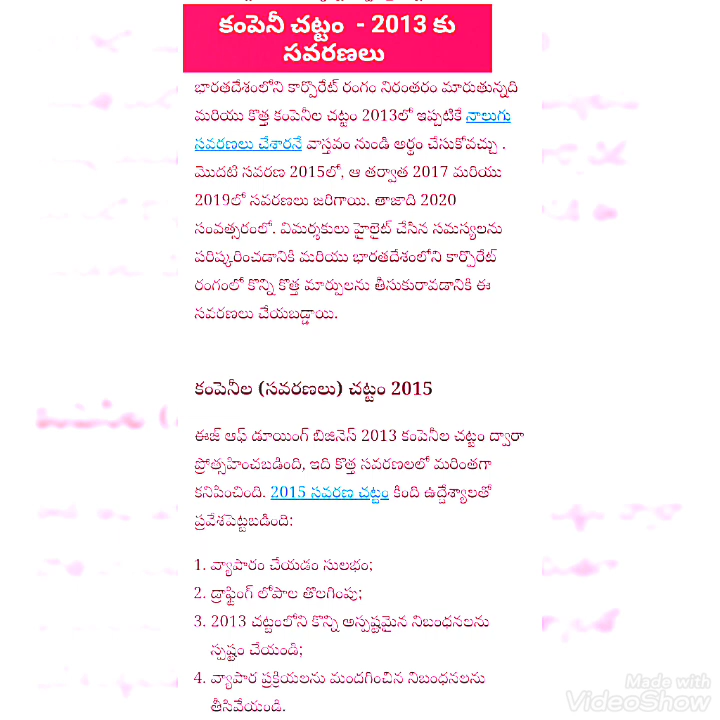 కంపెనీ చట్టం - 2013 కు
సవరణలు
భారతదేశంలోని కార్పొరేట్ రంగం నిరంతరం మారుతున్నది
మరియు కొత్త కంపెనీల చట్టం 2013లో ఇప్పటికే నాలుగు
సవరణలు చేశారనే వాస్తవం నుండి అర్థం చేసుకోవచ్చు .
మొదటి సవరణ 2015లో, ఆ తర్వాత 2017 మరియు
2019లో సవరణలు జరిగాయి. తాజాది 2020
సంవత్సరంలో. విమర్శకులు హైలైట్ చేసిన సమస్యలను
పరిష్కరించడానికి మరియు భారతదేశంలోని కార్పొరేట్
రంగంలో కొన్ని కొత్త మార్పులను తీసుకురావడానికి ఈ
సవరణలు చేయబడ్డాయి.
కంపెనీల (సవరణలు) చట్టం 2015
ఈజ్ ఆఫ్ డూయింగ్ బిజినెస్ 2013 కంపెనీల చట్టం ద్వారా
ప్రోత్సహించబడింది, ఇది కొత్త సవరణలలో మరింతగా
కనిపించింది. 2015 సవరణ చట్టం కింది ఉద్దేశ్యాలతో
ప్రవేశపెట్టబడింది:
1. వ్యాపారం చేయడం సులభం;
2. డ్రాఫ్టింగ్ లోపాల తొలగింపు;
3. 2013 చట్టంలోని కొన్ని అస్పష్టమైన నిబంధనలను
స్పష్టం చేయండి;
4. వ్యాపార ప్రక్రియలను మందగించిన నిబంధనలను
తీసివేయండి.
Made with
VideoShow